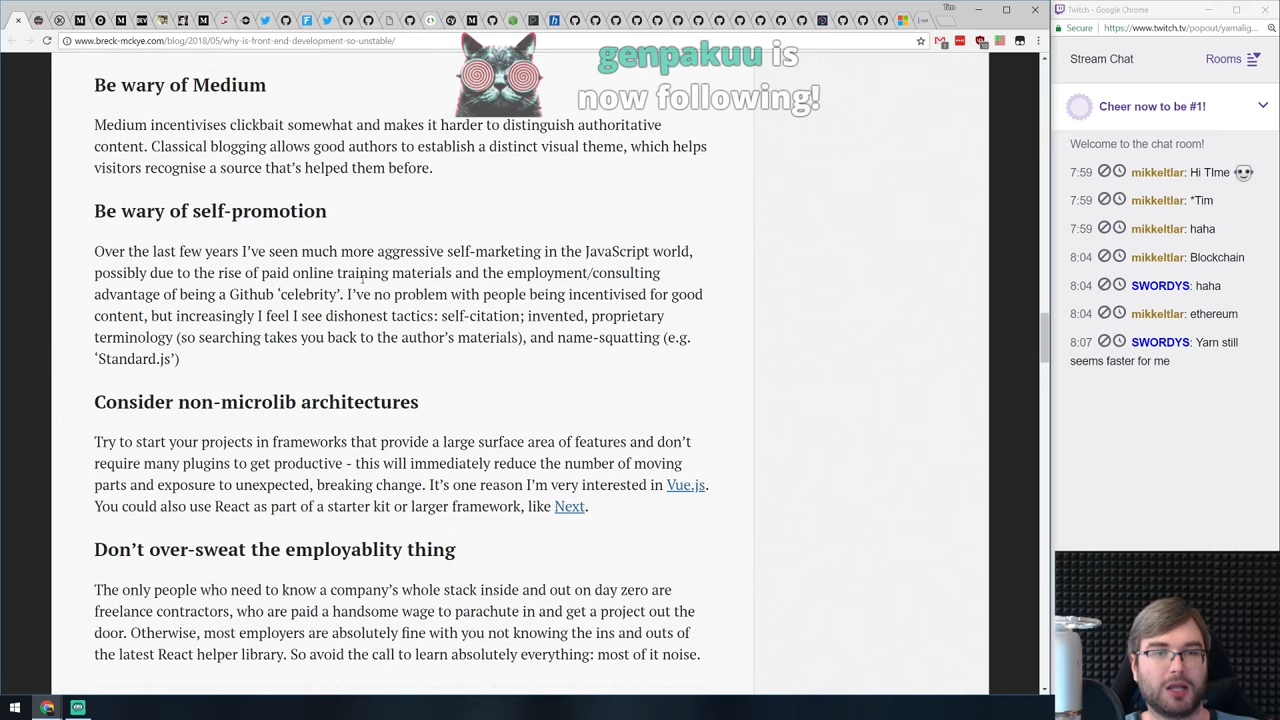 Tim
Twitch - Google Chrome
www.breck-mckye.com/blog/2018/05/why-is-front-end-development-so-unstable/
Secure
https://www.twitch.tv/popout/yamalig
genpakuu is
now following!
Be wary of Medium
Medium incentivises clickbait somewhat and makes it harder to distinguish authoritative
content. Classical blogging allows good authors to establish a distinct visual theme, which helps
visitors recognise a source that’s helped them before.
Be wary of self-promotion
Over the last few years I’ve seen much more aggressive self-marketing in the JavaScript world,
possibly due to the rise of paid online training materials and the employment/consulting
advantage of being a Github ‘celebrity’. I’ve no problem with people being incentivised for good
content, but increasingly I feel I see dishonest tactics: self-citation; invented, proprietary
terminology (so searching takes you back to the author’s materials), and name-squatting (e.g.
‘Standard.js’)
Consider non-microlib architectures
Try to start your projects in frameworks that provide a large surface area of features and don’t
require many plugins to get productive - this will immediately reduce the number of moving
parts and exposure to unexpected, breaking change. It’s one reason I’m very interested in Vue.js.
You could also use React as part of a starter kit or larger framework, like Next.
Don’t over-sweat the employablity thing
The only people who need to know a company’s whole stack inside and out on day zero are
freelance contractors, who are paid a handsome wage to parachute in and get a project out the
door. Otherwise, most employers are absolutely fine with you not knowing the ins and outs of
the latest React helper library. So avoid the call to learn absolutely everything: most of it noise.
Stream Chat
Rooms
Cheer now to be #1!
Welcome to the chat room!
7:59 mikkeltlar: Hi TIme
7:59 mikkeltlar: *Tim
7:59 mikkeltlar: haha
8:04 mikkeltlar: Blockchain
8:04 SWORDYS: haha
8:04 mikkeltlar: ethereum
8:07 SWORDYS: Yarn still
seems faster for me